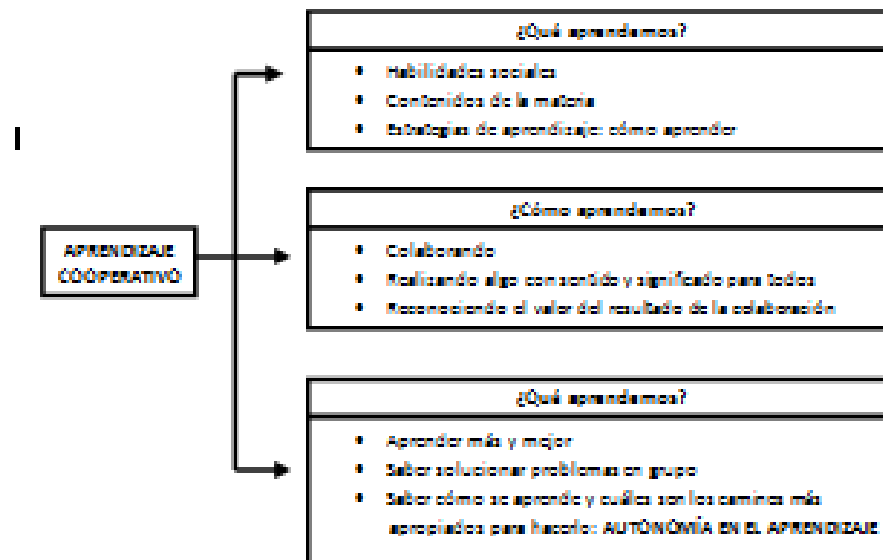 ¿Qué aprendemos?
• Habilidades sociales
• Contenidos de la materia
• Estrategias de aprendizaje: cómo aprender
¿Cómo aprendemos?
APRENDIZAJE
COOPERATIVO
• Colaborando
• Realizando algo con sentido y significado para todos
• Reconociendo el valor del resultado de la colaboración
¿Qué aprendemos?
• Aprender más y mejor
• Saber solucionar problemas en grupo
• Saber cómo se aprende y cuáles son los caminos más
apropiados para hacerlo: AUTONOMÍA EN EL APRENDIZAJE